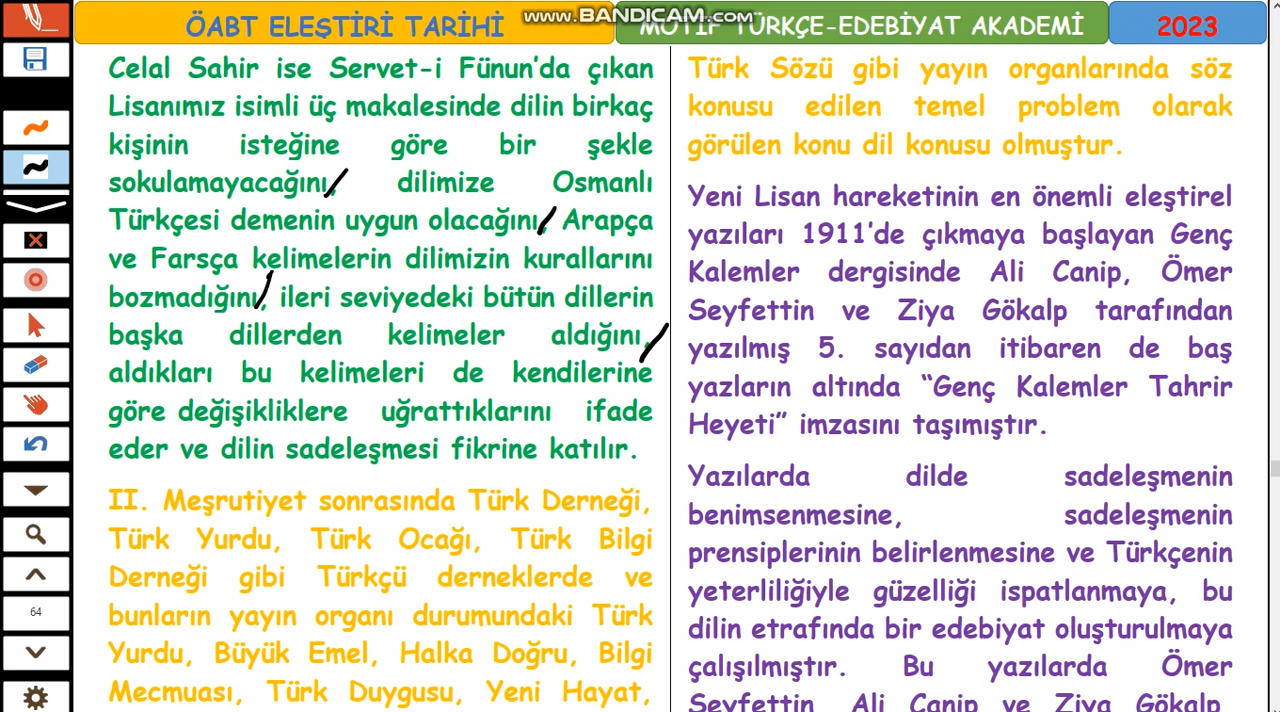 ÖABT ELEŞTİRİ TARİHİ
www.BANDICAM.com
MOTİF TÜRKÇE-EDEBİYAT AKADEMİ
2023
Celal Sahir ise Servet-i Fünun’da çıkan
Lisanımız isimli üç makalesinde dilin birkaç
kişinin isteğine göre bir şekle
sokulamayacağını, dilimize Osmanlı
Türkçesi demenin uygun olacağını, Arapça
ve Farsça kelimelerin dilimizin kurallarını
bozmadığını, ileri seviyedeki bütün dillerin
başka dillerden kelimeler aldığını,
aldıkları bu kelimeleri de kendilerine
göre değişikliklere uğrattıklarını ifade
eder ve dilin sadeleşmesi fikrine katılır.
II. Meşrutiyet sonrasında Türk Derneği,
Türk Yurdu, Türk Ocağı, Türk Bilgi
Derneği gibi Türkçü derneklerde ve
bunların yayın organı durumundaki Türk
Yurdu, Büyük Emel, Halka Doğru, Bilgi
Mecmuası, Türk Duygusu, Yeni Hayat,
Türk Sözü gibi yayın organlarında söz
konusu edilen temel problem olarak
görülen konu dil konusu olmuştur.
Yeni Lisan hareketinin en önemli eleştirel
yazıları 1911’de çıkmaya başlayan Genç
Kalemler dergisinde Ali Canip, Ömer
Seyfettin ve Ziya Gökalp tarafından
yazılmış 5. sayıdan itibaren de baş
yazların altında “Genç Kalemler Tahrir
Heyeti” imzasını taşımıştır.
Yazılarda dilde sadeleşmenin
benimsenmesine, sadeleşmenin
prensiplerinin belirlenmesine ve Türkçenin
yeterliliğiyle güzelliği ispatlanmaya, bu
dilin etrafında bir edebiyat oluşturulmaya
çalışılmıştır. Bu yazılarda Ömer
Seyfettin, Ali Canip ve Ziya Gökalp
64